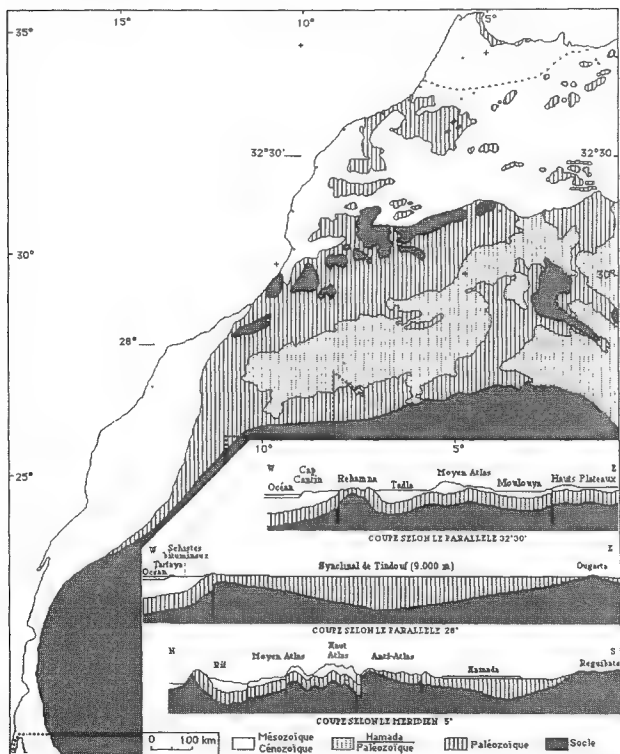 15° 10° 5°
35°
32°30' 32°30'
30° 30°
28°
25°
10° 5°
W E
Océan Cap Cantin Rehamna Tadla Moyen Atlas Moulouya Hauts Plateaux
COUPE SELON LE PARALLÈLE 32°30'
W E
Tarfaya Océan Schistes bitumineux Synclinal de Tindouf (9.000 m) Ougarta
COUPE SELON LE PARALLÈLE 28°
N S
Rif Moyen Atlas Haut Atlas Anti-Atlas Hamada Reguibate
COUPE SELON LE MERIDIEN 5°
0 100 km
Mésozoïque Cénozoïque
Hamada Paléozoïque
Paléozoïque
Socle